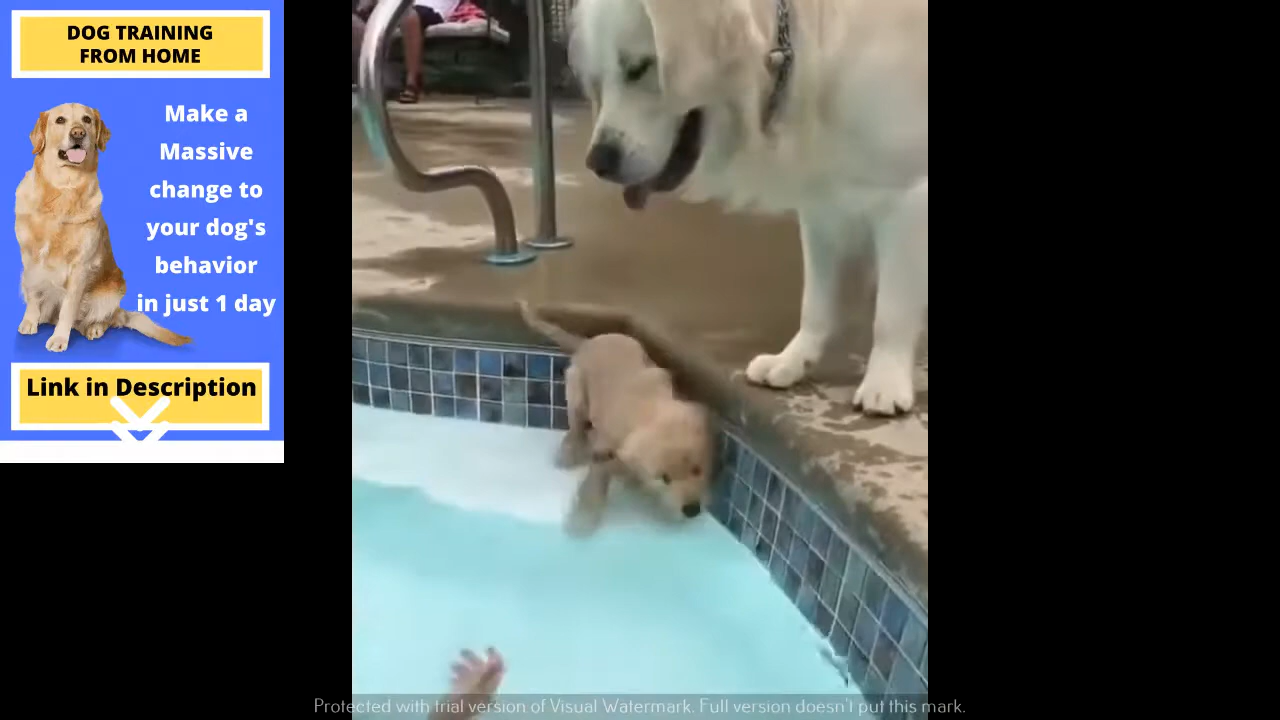 DOG TRAINING
FROM HOME
Make a
Massive
change to
your dog's
behavior
in just 1 day
Link in Description
Protected with trial version of Visual Watermark. Full version doesn't put this mark.